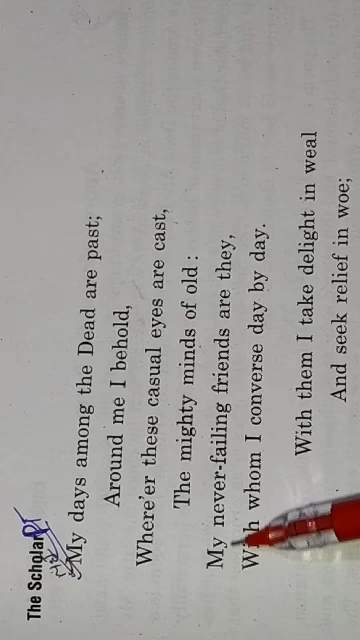 The Scholar
My days among the Dead are past;
Around me I behold,
Where'er these casual eyes are cast,
The mighty minds of old :
My never-failing friends are they,
With whom I converse day by day.
With them I take delight in weal
And seek relief in woe;